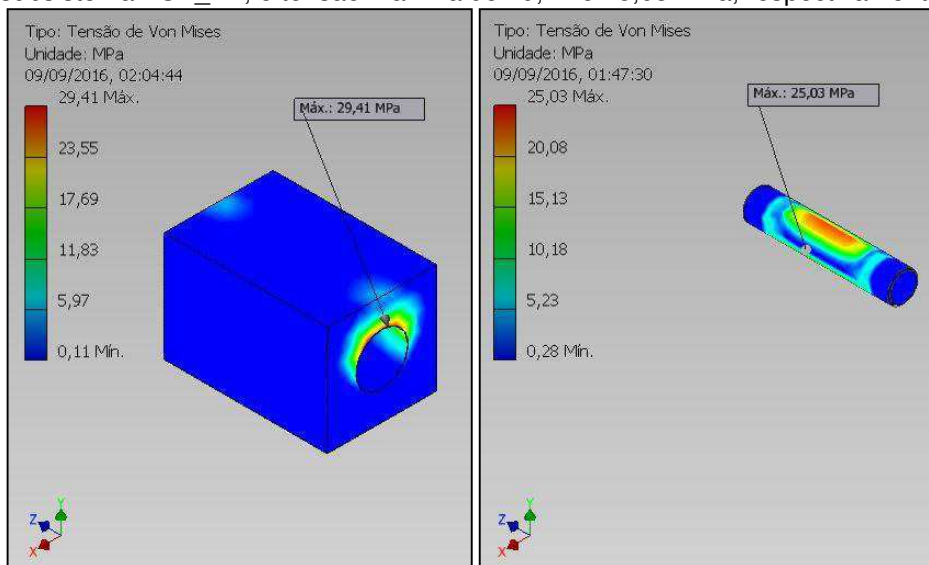 Tipo: Tensão de Von Mises
Unidade: MPa
09/09/2016, 02:04:44
29,41 Máx.
Máx.: 29,41 MPa
23,55
17,69
11,83
5,97
0,11 Mín.
Y
Z
X
Tipo: Tensão de Von Mises
Unidade: MPa
09/09/2016, 01:47:30
25,03 Máx.
Máx.: 25,03 MPa
20,08
15,13
10,18
5,23
0,28 Mín.
Y
Z
X